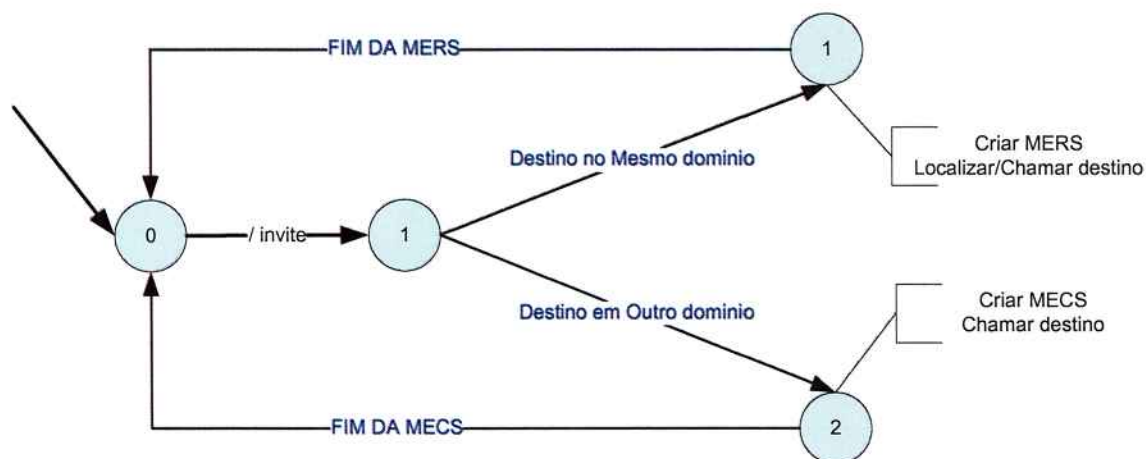 FIM DA MERS
1
Criar MERS
Localizar/Chamar destino
Destino no Mesmo dominio
0
/ invite
1
Destino em Outro dominio
Criar MECS
Chamar destino
FIM DA MECS
2